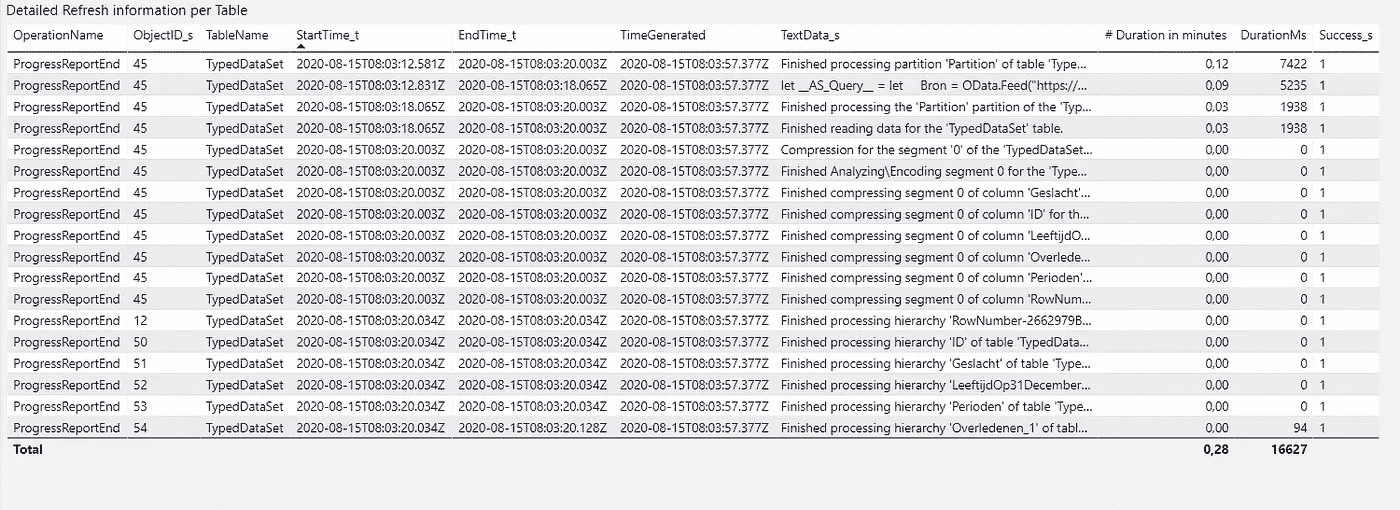 Detailed Refresh information per Table
OperationName ObjectID_s TableName StartTime_t EndTime_t TimeGenerated TextData_s # Duration in minutes DurationMs Success_s
ProgressReportEnd 45 TypedDataSet 2020-08-15T08:03:12.581Z 2020-08-15T08:03:20.003Z 2020-08-15T08:03:57.377Z Finished processing partition 'Partition' of table 'Type... 0,12 7422 1
ProgressReportEnd 45 TypedDataSet 2020-08-15T08:03:12.831Z 2020-08-15T08:03:18.065Z 2020-08-15T08:03:57.377Z let __AS_Query__ = let Bron = OData.Feed("https://... 0,09 5235 1
ProgressReportEnd 45 TypedDataSet 2020-08-15T08:03:18.065Z 2020-08-15T08:03:20.003Z 2020-08-15T08:03:57.377Z Finished processing the 'Partition' partition of the 'Typ... 0,03 1938 1
ProgressReportEnd 45 TypedDataSet 2020-08-15T08:03:18.065Z 2020-08-15T08:03:20.003Z 2020-08-15T08:03:57.377Z Finished reading data for the 'TypedDataSet' table. 0,03 1938 1
ProgressReportEnd 45 TypedDataSet 2020-08-15T08:03:20.003Z 2020-08-15T08:03:20.003Z 2020-08-15T08:03:57.377Z Compression for the segment '0' of the 'TypedDataSet... 0,00 0 1
ProgressReportEnd 45 TypedDataSet 2020-08-15T08:03:20.003Z 2020-08-15T08:03:20.003Z 2020-08-15T08:03:57.377Z Finished Analyzing\Encoding segment 0 for the 'Type... 0,00 0 1
ProgressReportEnd 45 TypedDataSet 2020-08-15T08:03:20.003Z 2020-08-15T08:03:20.003Z 2020-08-15T08:03:57.377Z Finished compressing segment 0 of column 'Geslacht'... 0,00 0 1
ProgressReportEnd 45 TypedDataSet 2020-08-15T08:03:20.003Z 2020-08-15T08:03:20.003Z 2020-08-15T08:03:57.377Z Finished compressing segment 0 of column 'ID' for th... 0,00 0 1
ProgressReportEnd 45 TypedDataSet 2020-08-15T08:03:20.003Z 2020-08-15T08:03:20.003Z 2020-08-15T08:03:57.377Z Finished compressing segment 0 of column 'LeeftijdO... 0,00 0 1
ProgressReportEnd 45 TypedDataSet 2020-08-15T08:03:20.003Z 2020-08-15T08:03:20.003Z 2020-08-15T08:03:57.377Z Finished compressing segment 0 of column 'Overlede... 0,00 0 1
ProgressReportEnd 45 TypedDataSet 2020-08-15T08:03:20.003Z 2020-08-15T08:03:20.003Z 2020-08-15T08:03:57.377Z Finished compressing segment 0 of column 'Perioden'... 0,00 0 1
ProgressReportEnd 45 TypedDataSet 2020-08-15T08:03:20.003Z 2020-08-15T08:03:20.003Z 2020-08-15T08:03:57.377Z Finished compressing segment 0 of column 'RowNum... 0,00 0 1
ProgressReportEnd 12 TypedDataSet 2020-08-15T08:03:20.034Z 2020-08-15T08:03:20.034Z 2020-08-15T08:03:57.377Z Finished processing hierarchy 'RowNumber-2662979B... 0,00 0 1
ProgressReportEnd 50 TypedDataSet 2020-08-15T08:03:20.034Z 2020-08-15T08:03:20.034Z 2020-08-15T08:03:57.377Z Finished processing hierarchy 'ID' of table 'TypedData... 0,00 0 1
ProgressReportEnd 51 TypedDataSet 2020-08-15T08:03:20.034Z 2020-08-15T08:03:20.034Z 2020-08-15T08:03:57.377Z Finished processing hierarchy 'Geslacht' of table 'Type... 0,00 0 1
ProgressReportEnd 52 TypedDataSet 2020-08-15T08:03:20.034Z 2020-08-15T08:03:20.034Z 2020-08-15T08:03:57.377Z Finished processing hierarchy 'LeeftijdOp31December... 0,00 0 1
ProgressReportEnd 53 TypedDataSet 2020-08-15T08:03:20.034Z 2020-08-15T08:03:20.034Z 2020-08-15T08:03:57.377Z Finished processing hierarchy 'Perioden' of table 'Type... 0,00 0 1
ProgressReportEnd 54 TypedDataSet 2020-08-15T08:03:20.034Z 2020-08-15T08:03:20.128Z 2020-08-15T08:03:57.377Z Finished processing hierarchy 'Overledenen_1' of tabl... 0,00 94 1
Total 0,28 16627